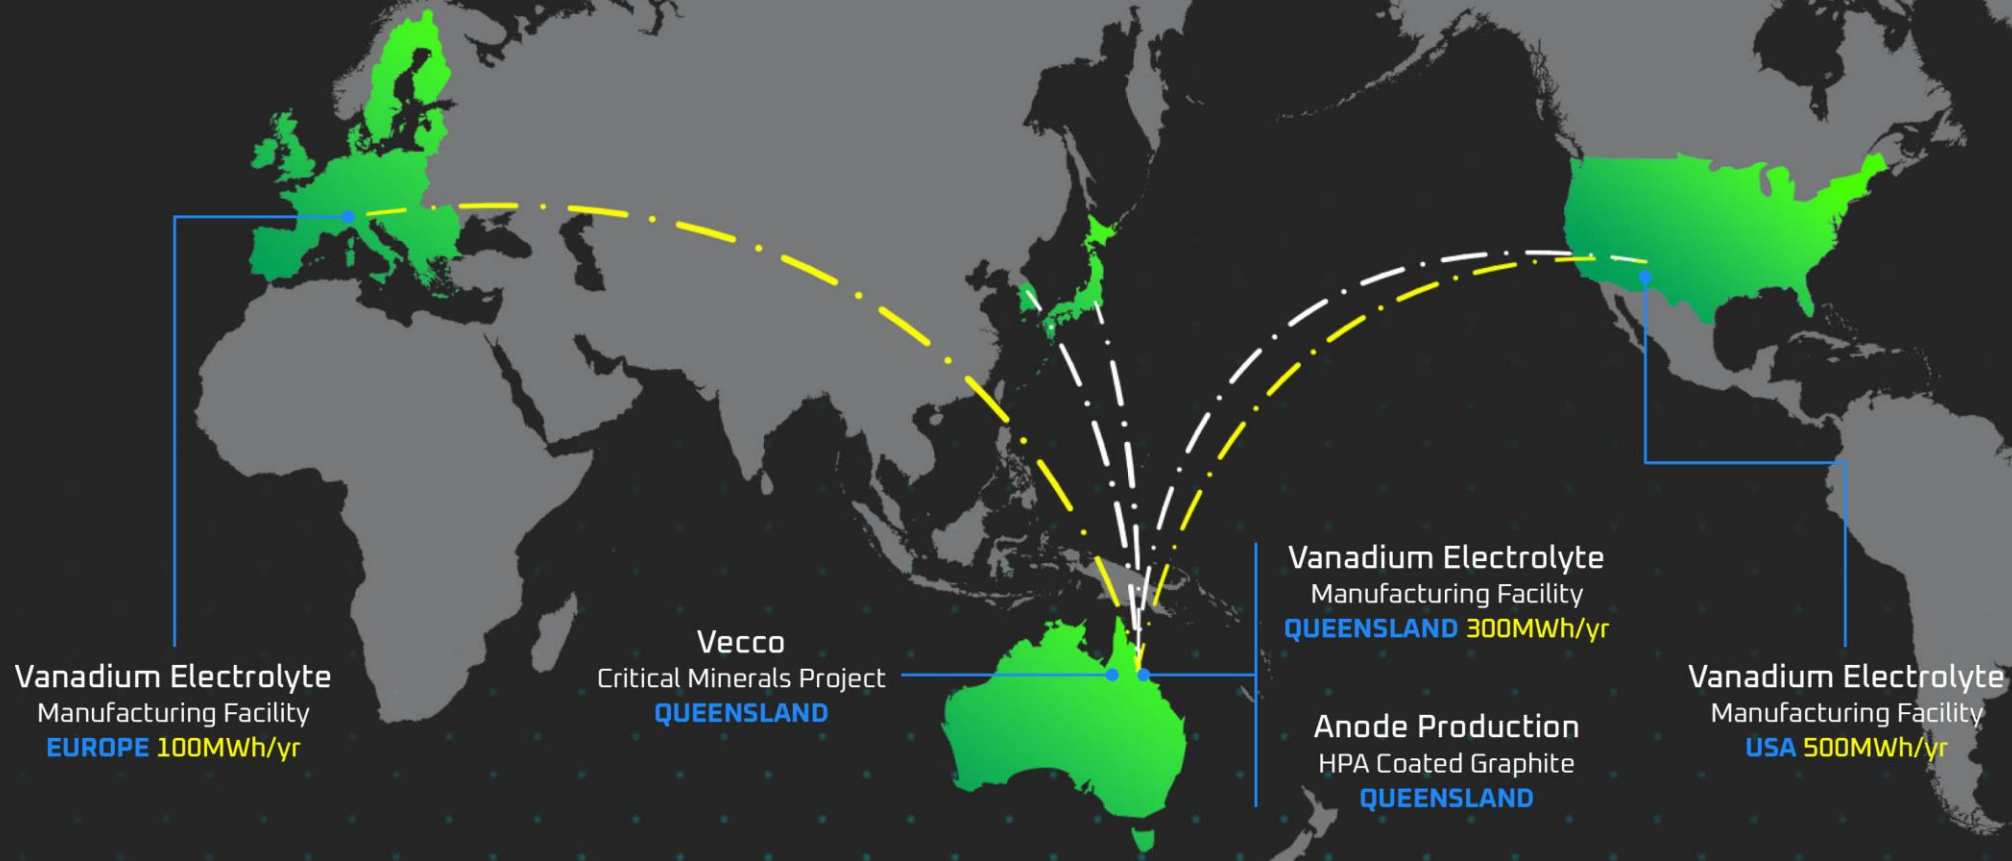 Vanadium Electrolyte
Manufacturing Facility
EUROPE 100MWh/yr
Vecco
Critical Minerals Project
QUEENSLAND
Vanadium Electrolyte
Manufacturing Facility
QUEENSLAND 300MWh/yr
Anode Production
HPA Coated Graphite
QUEENSLAND
Vanadium Electrolyte
Manufacturing Facility
USA 500MWh/yr